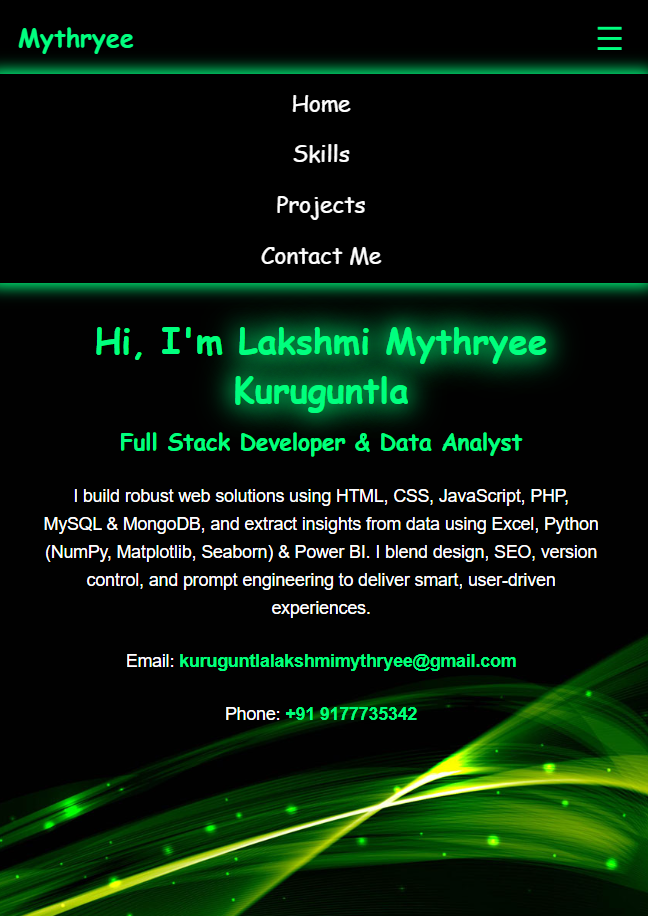 Mythryee
Home
Skills
Projects
Contact Me
Hi, I'm Lakshmi Mythryee
Kuruguntla
Full Stack Developer & Data Analyst
I build robust web solutions using HTML, CSS, JavaScript, PHP,
MySQL & MongoDB, and extract insights from data using Excel, Python
(NumPy, Matplotlib, Seaborn) & Power BI. I blend design, SEO, version
control, and prompt engineering to deliver smart, user-driven
experiences.
Email: kuruguntlalakshmimythryee@gmail.com
Phone: +91 9177735342